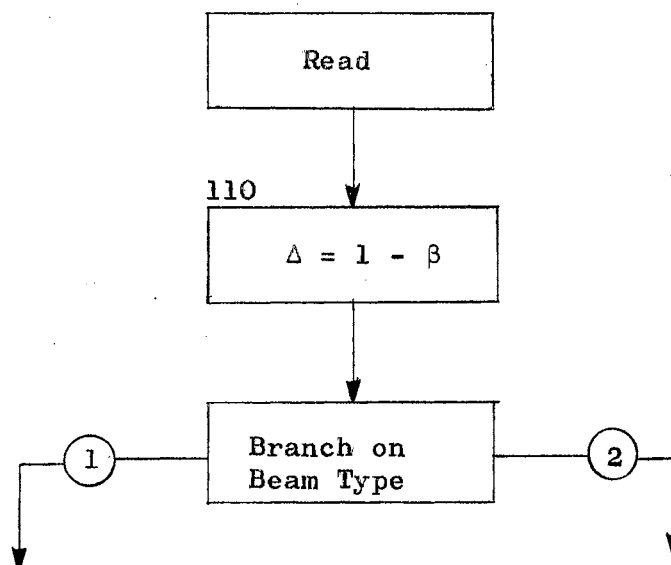 Read
110
Δ = 1 - β
1
Branch on
Beam Type
2